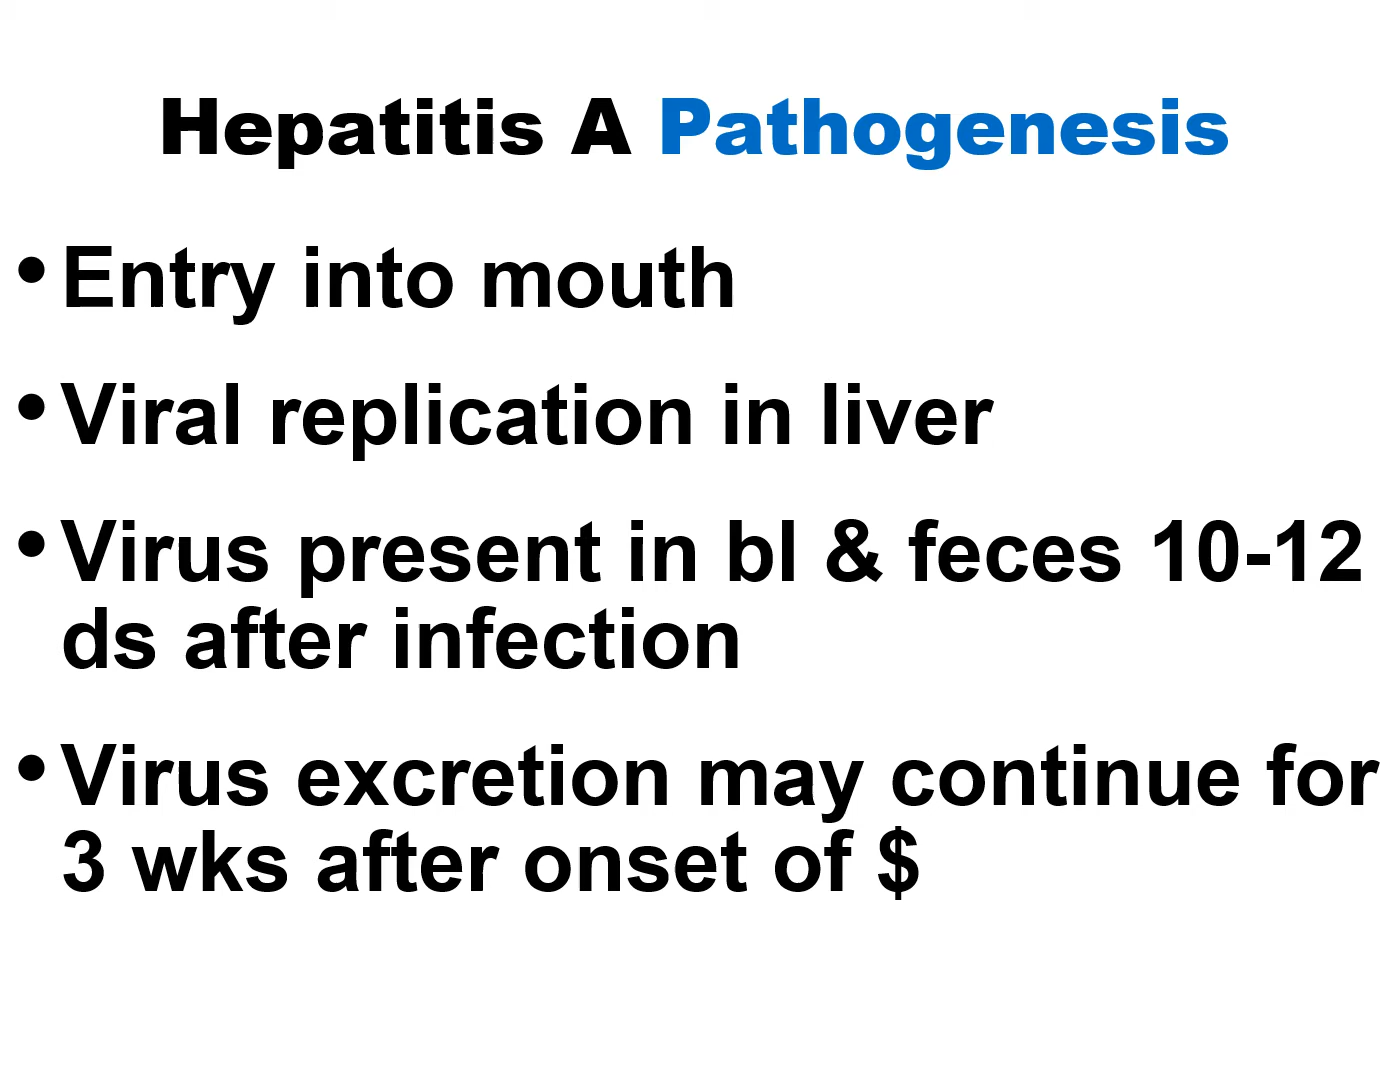 Hepatitis A Pathogenesis
• Entry into mouth
• Viral replication in liver
• Virus present in bl & feces 10-12
ds after infection
• Virus excretion may continue for
3 wks after onset of $